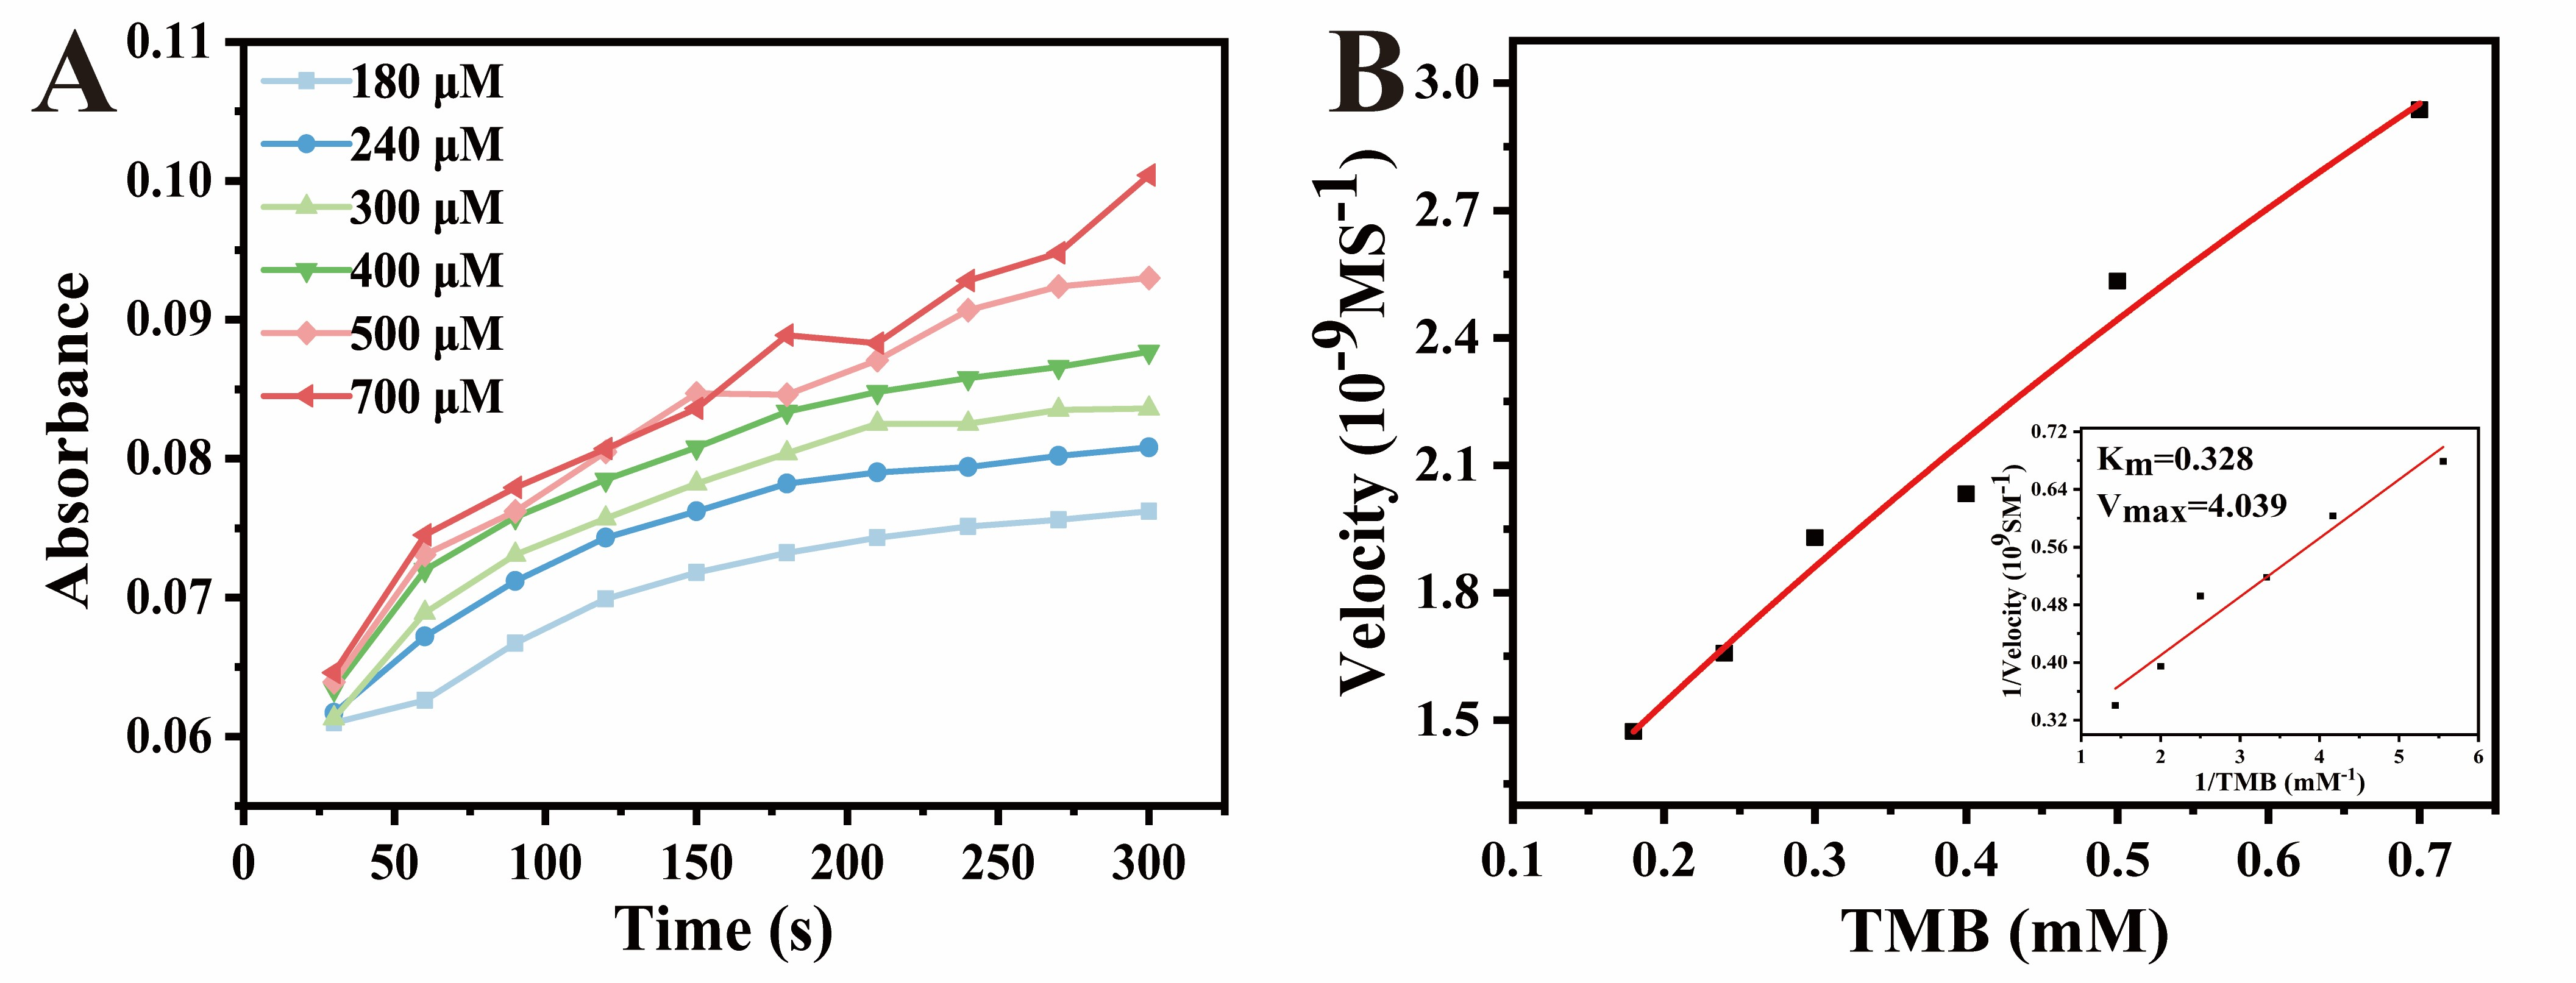 A
0.11
0.10
0.09
0.08
0.07
0.06
Absorbance
180 μM
240 μM
300 μM
400 μM
500 μM
700 μM
0 50 100 150 200 250 300
Time (s)
B
3.0
2.7
2.4
2.1
1.8
1.5
Velocity (10⁻⁹MS⁻¹)
0.1 0.2 0.3 0.4 0.5 0.6 0.7
TMB (mM)
0.72
0.64
0.56
0.48
0.40
0.32
1/Velocity (10⁹SM⁻¹)
Km=0.328
Vmax=4.039
1 2 3 4 5 6
1/TMB (mM⁻¹)